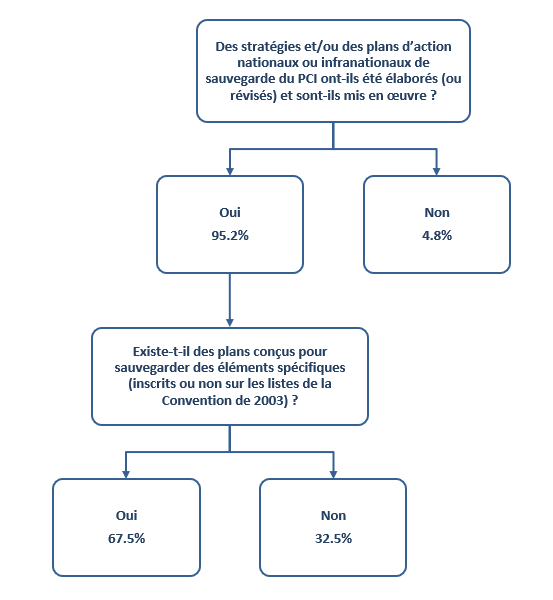 Des stratégies et/ou des plans d’action
nationaux ou infranationaux de
sauvegarde du PCI ont-ils été élaborés (ou
révisés) et sont-ils mis en œuvre ?
Oui
95.2%
Non
4.8%
Existe-t-il des plans conçus pour
sauvegarder des éléments spécifiques
(inscrits ou non sur les listes de la
Convention de 2003) ?
Oui
67.5%
Non
32.5%